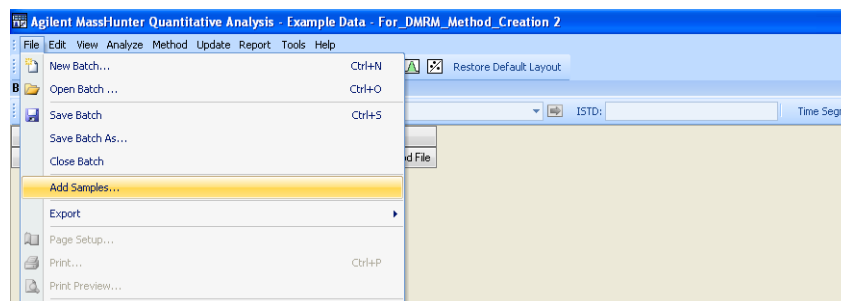 Agilent MassHunter Quantitative Analysis - Example Data - For_DMRM_Method_Creation 2
File Edit View Analyze Method Update Report Tools Help
New Batch... Ctrl+N Restore Default Layout
B Open Batch ... Ctrl+O
Save Batch Ctrl+S ISTD: Time Seg
Save Batch As...
Close Batch d File
Add Samples...
Export
Page Setup...
Print... Ctrl+P
Print Preview...